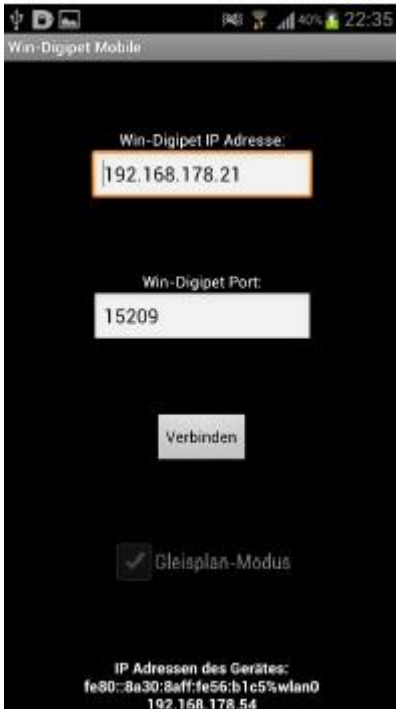 40% 22:35
Win-Digipet Mobile
Win-Digipet IP Adresse:
192.168.178.21
Win-Digipet Port:
15209
Verbinden
Gleisplan-Modus
IP Adressen des Gerätes:
fe80::8a30:8aff:fe56:b1c5%wlan0
192.168.178.54